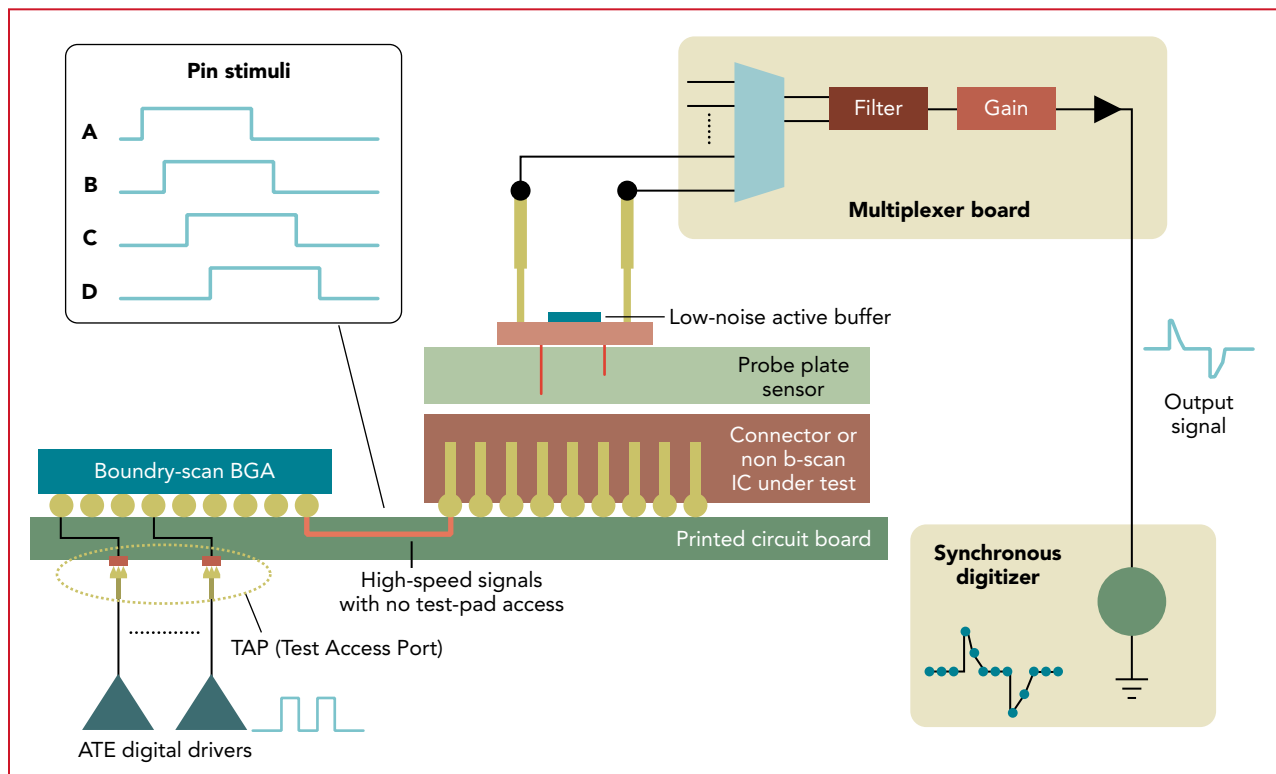 Pin stimuli
A
B
C
D
Filter
Gain
Multiplexer board
Low-noise active buffer
Probe plate
sensor
Output
signal
Connector or
non b-scan
IC under test
Boundry-scan BGA
Printed circuit board
High-speed signals
with no test-pad access
TAP (Test Access Port)
ATE digital drivers
Synchronous
digitizer